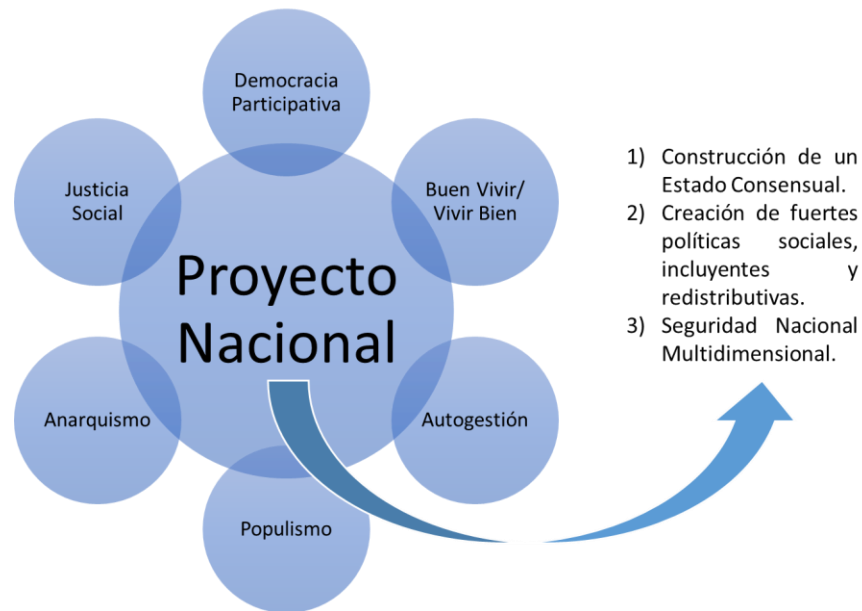 Democracia
Participativa
Justicia
Social
Buen Vivir/
Vivir Bien
Proyecto
Nacional
Anarquismo
Autogestión
Populismo
1) Construcción de un
Estado Consensual.
2) Creación de fuertes
políticas sociales,
incluyentes y
redistributivas.
3) Seguridad Nacional
Multidimensional.